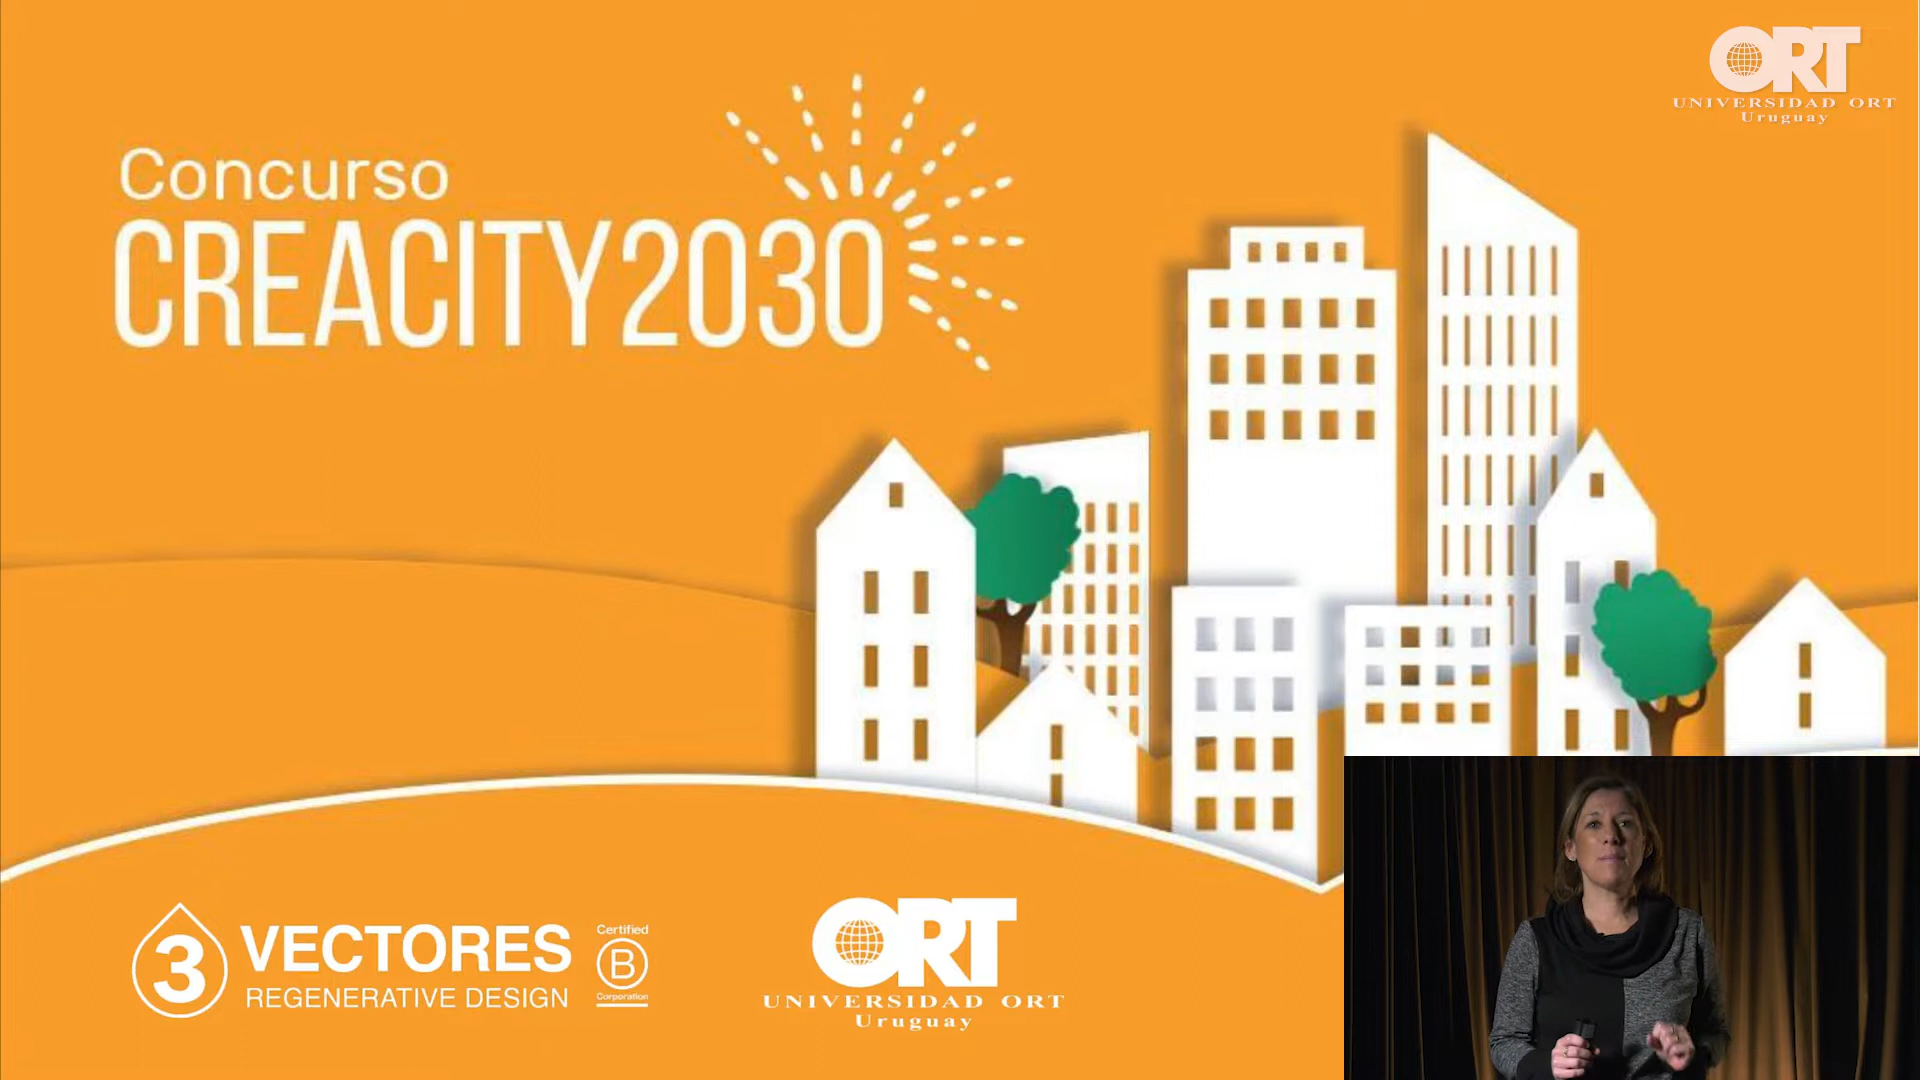 ORT
UNIVERSIDAD ORT
Uruguay
Concurso
CREACITY2030
3 VECTORES
REGENERATIVE DESIGN
Certified
B
Corporation
ORT
UNIVERSIDAD ORT
Uruguay